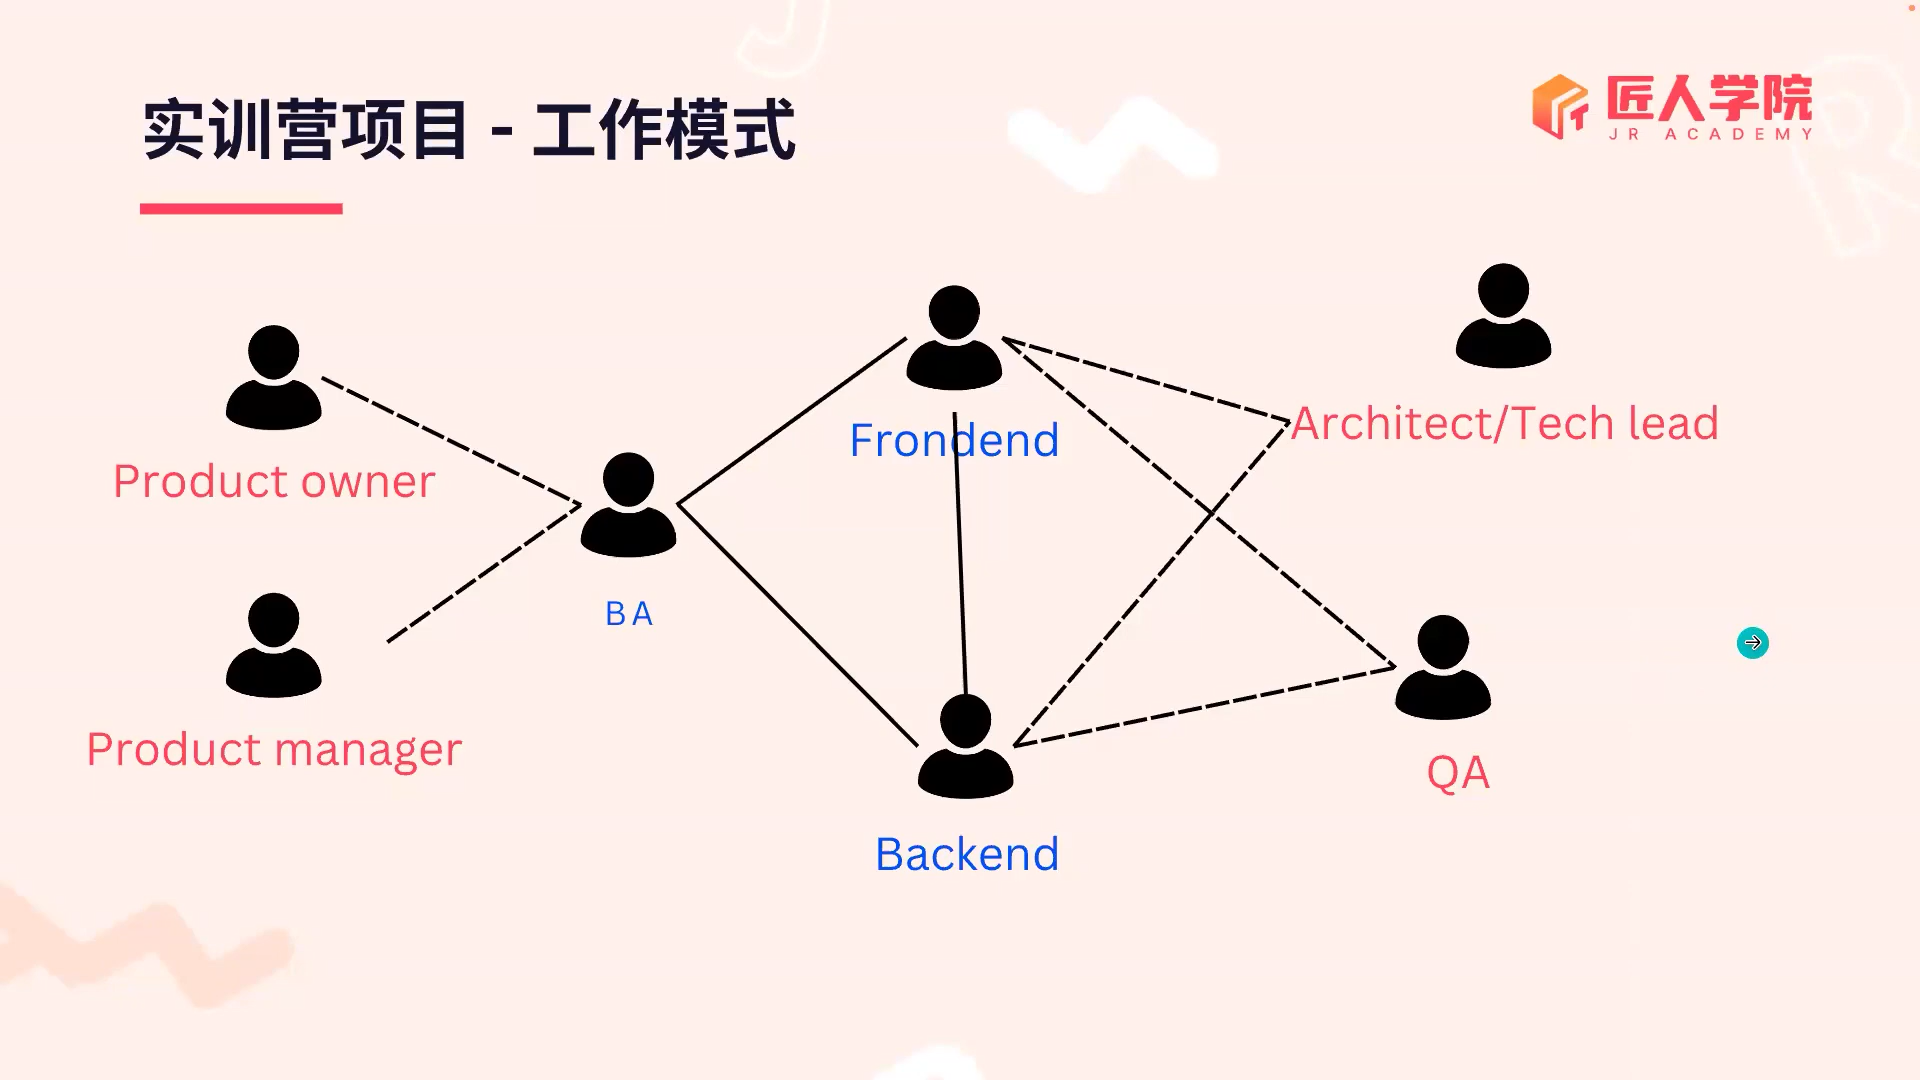 实训营项目 - 工作模式
匠人学院
JR ACADEMY
Frondend
Architect/Tech lead
Product owner
BA
Product manager
QA
Backend